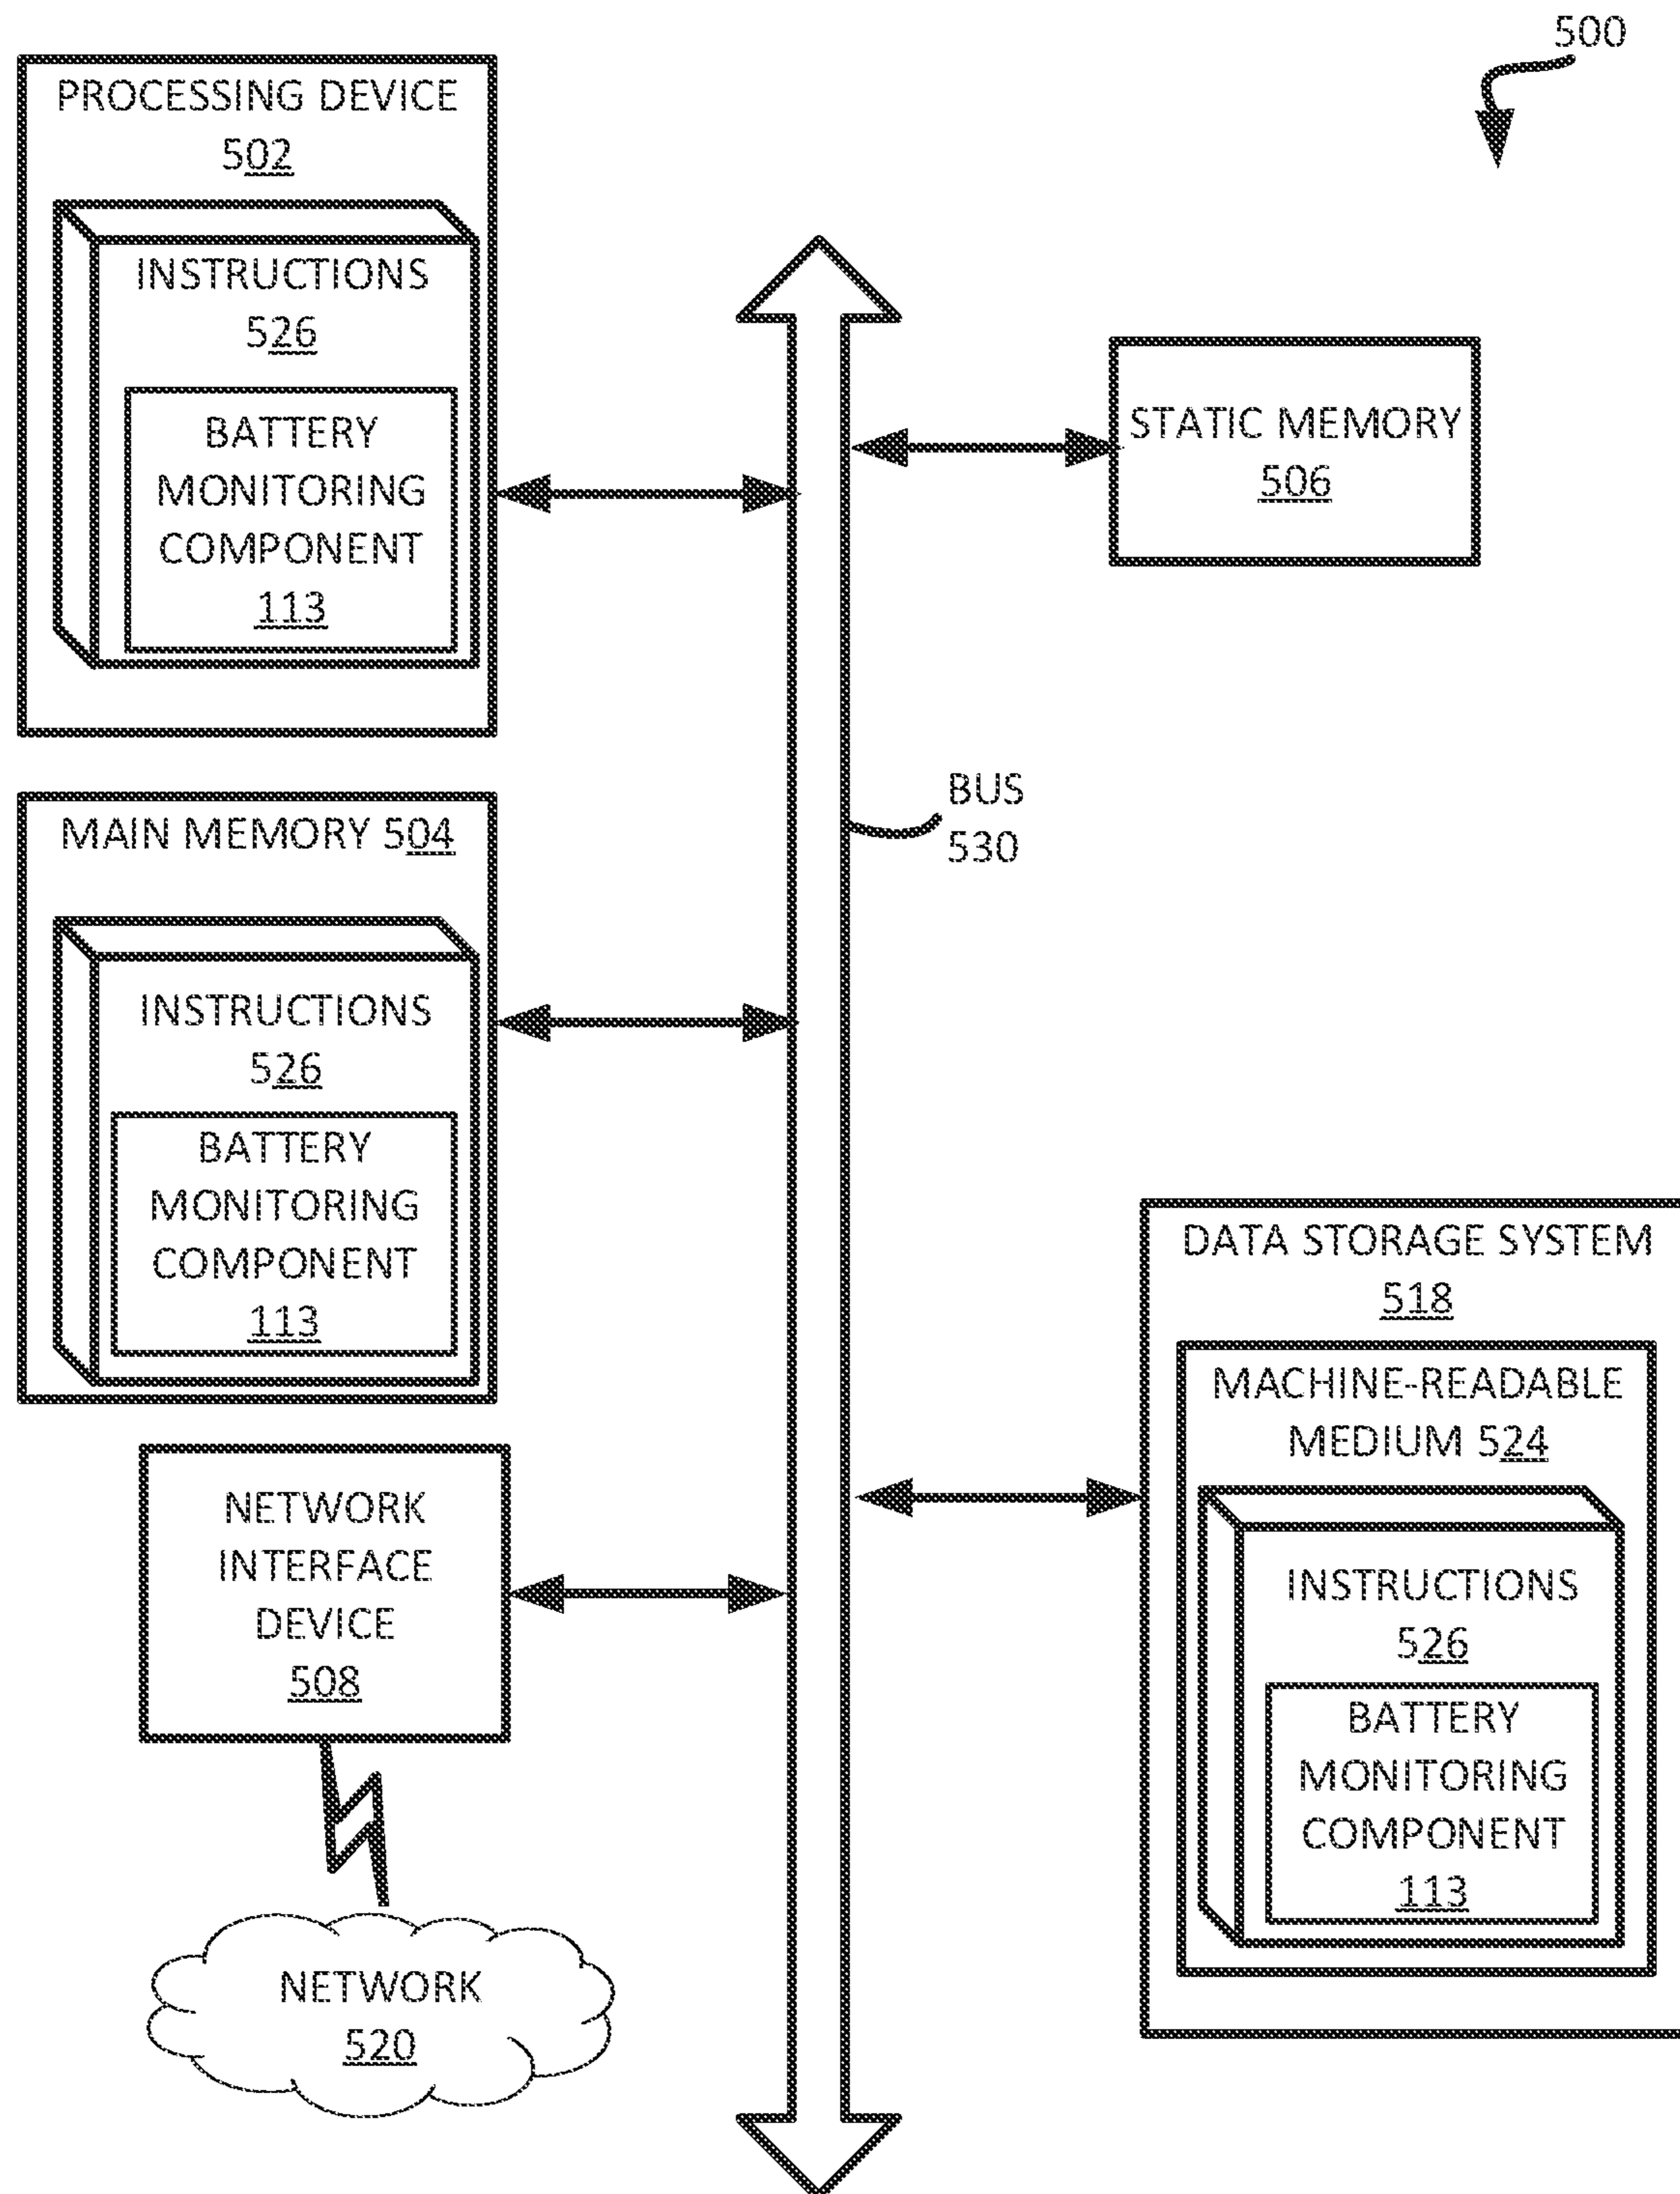 500
PROCESSING DEVICE
502
INSTRUCTIONS
526
BATTERY
MONITORING
COMPONENT
113
STATIC MEMORY
506
BUS
530
MAIN MEMORY 504
INSTRUCTIONS
526
BATTERY
MONITORING
COMPONENT
113
DATA STORAGE SYSTEM
518
MACHINE-READABLE
MEDIUM 524
INSTRUCTIONS
526
BATTERY
MONITORING
COMPONENT
113
NETWORK
INTERFACE
DEVICE
508
NETWORK
520